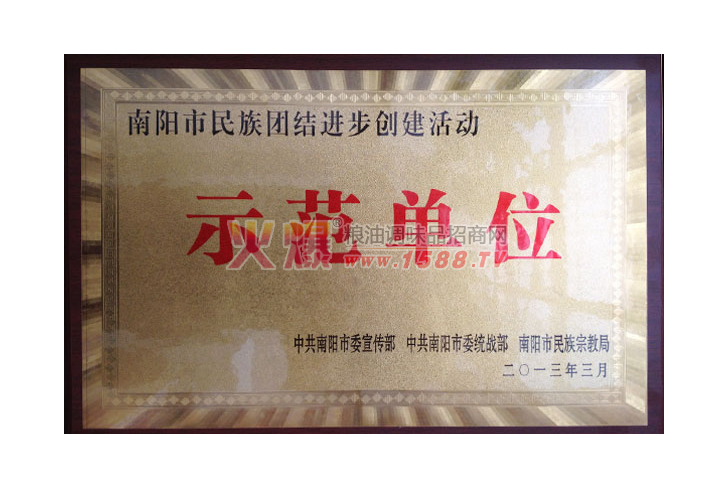 南阳市民族团结进步创建活动
示范单位
火爆®粮油调味品招商网
www.1588.TV
中共南阳市委宣传部 中共南阳市委统战部 南阳市民族宗教局
二〇一三年三月